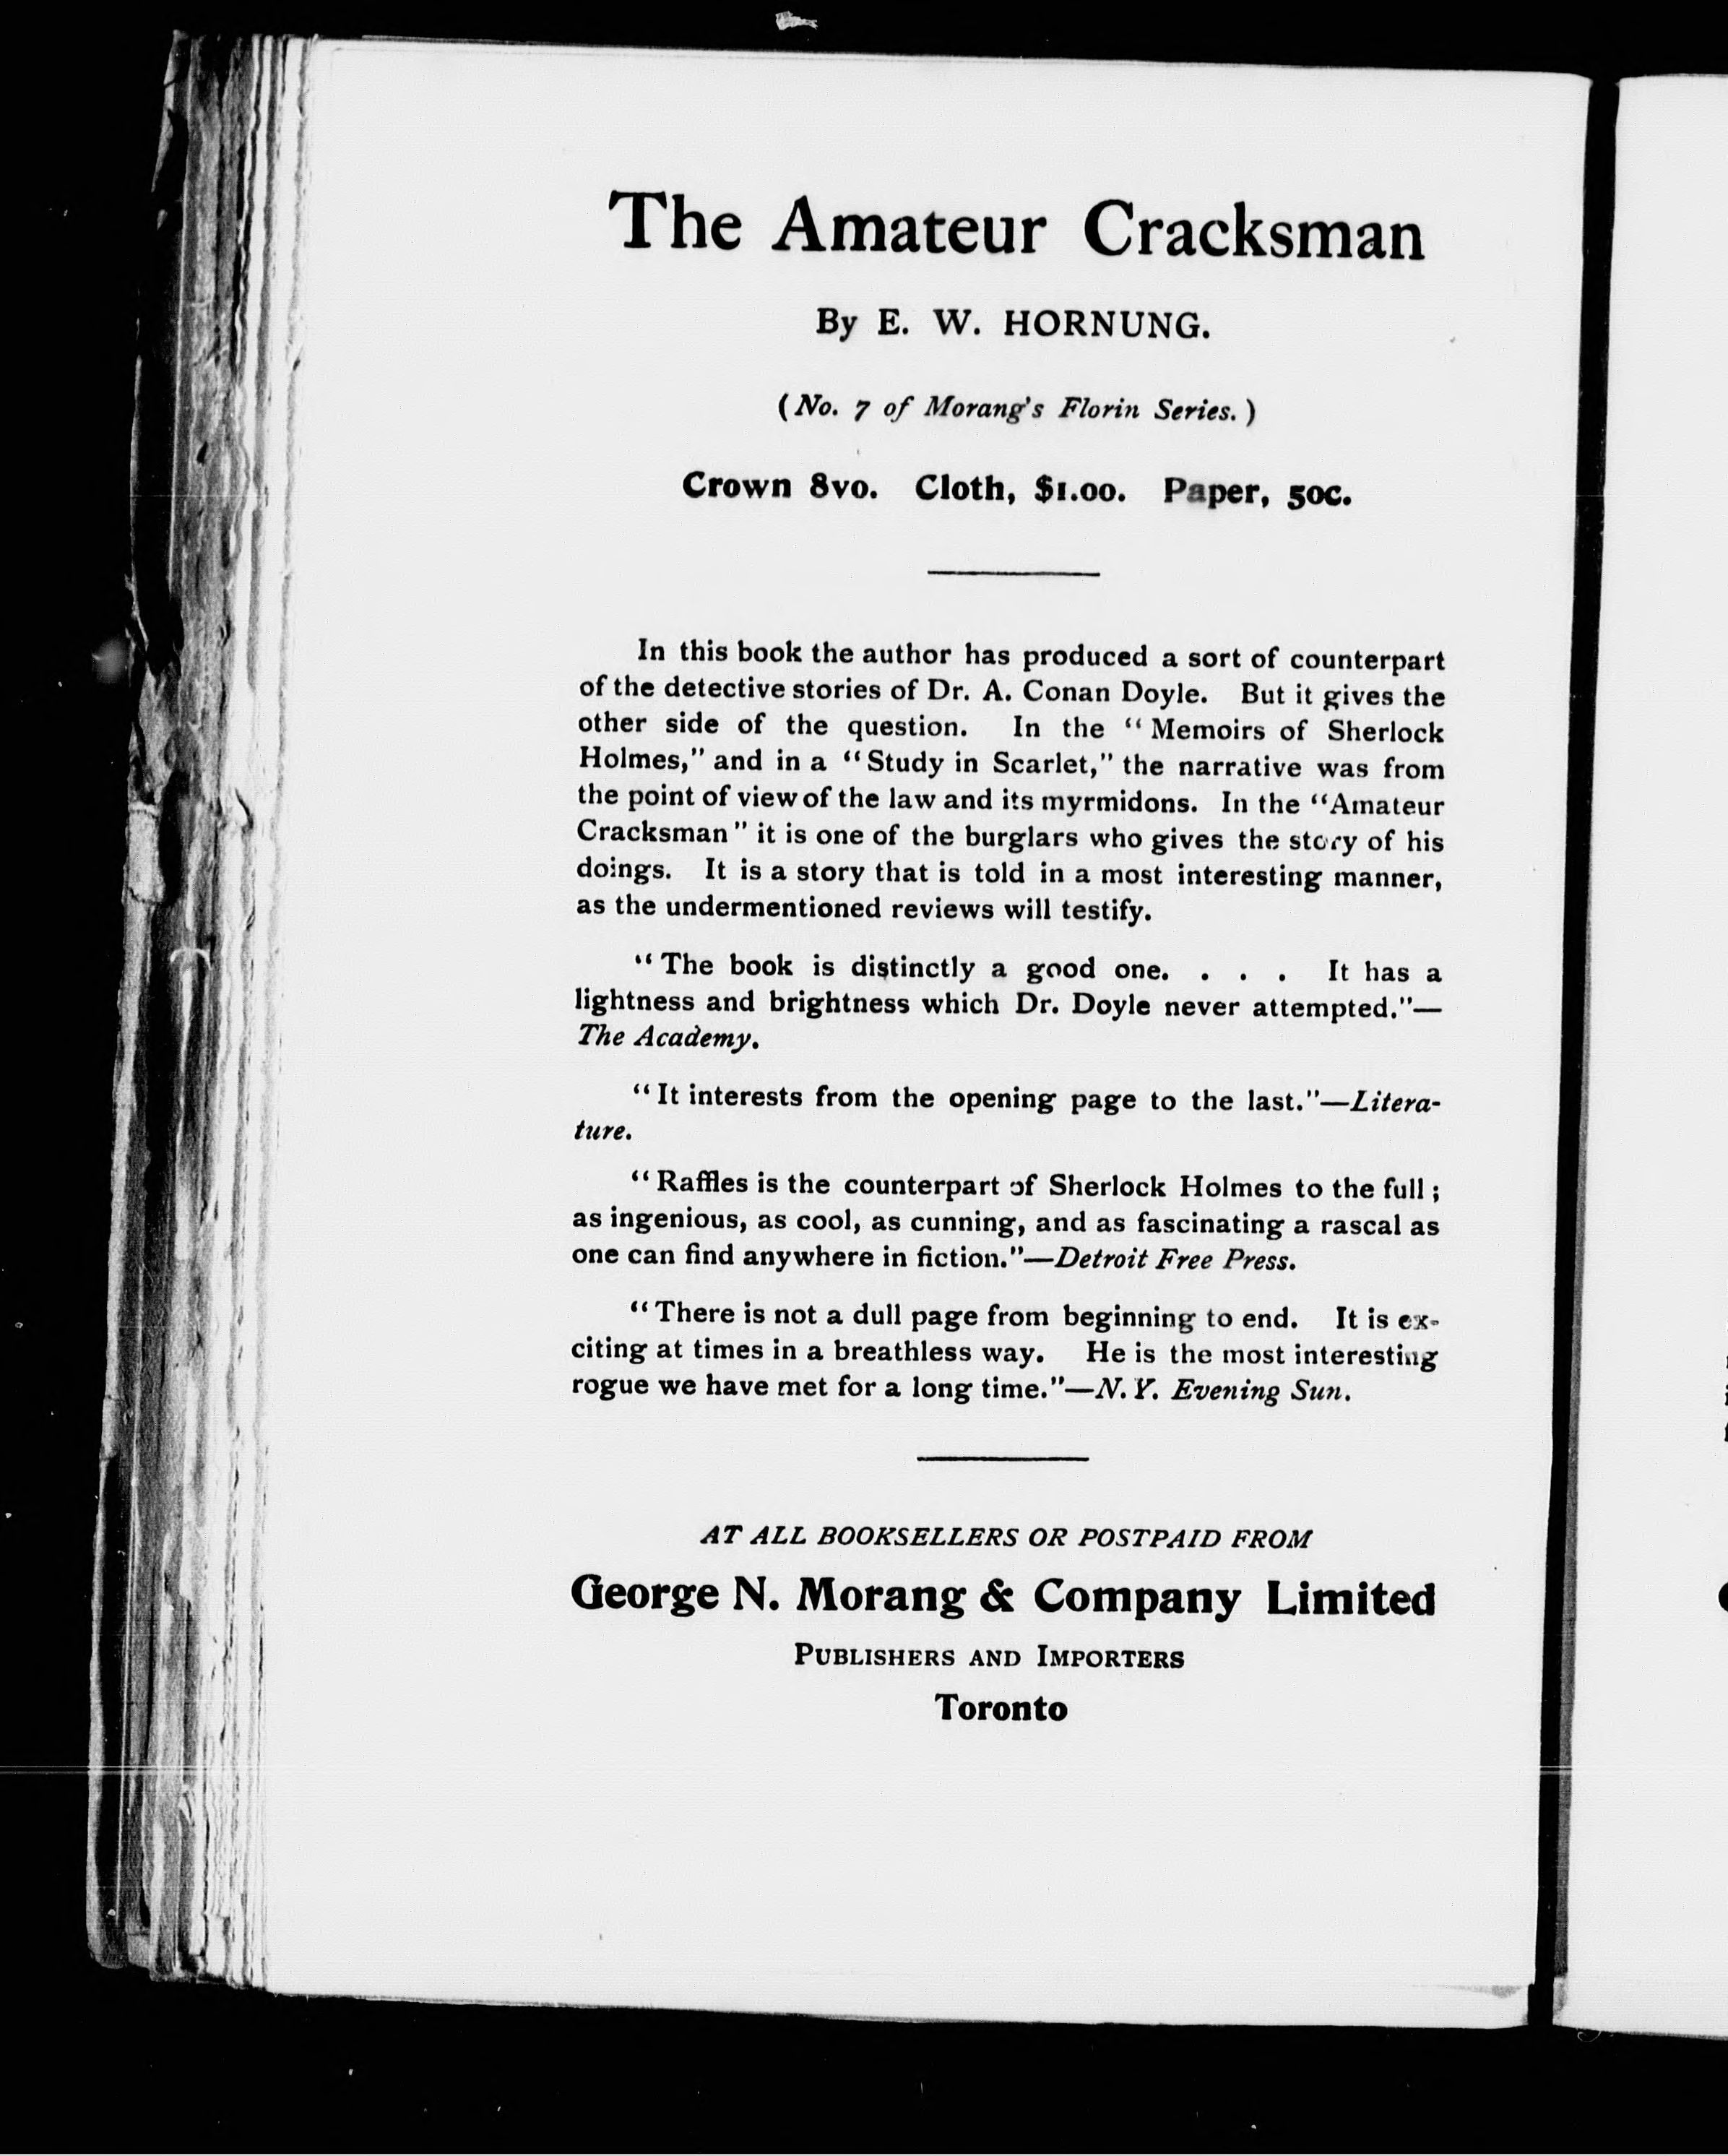 The Amateur Cracksman
By E. W. HORNUNG.
(No. 7 of Morang's Florin Series.)
Crown 8vo. Cloth, $1.00. Paper, 50c.
In this book the author has produced a sort of counterpart
of the detective stories of Dr. A. Conan Doyle. But it gives the
other side of the question. In the "Memoirs of Sherlock
Holmes," and in a "Study in Scarlet," the narrative was from
the point of view of the law and its myrmidons. In the "Amateur
Cracksman" it is one of the burglars who gives the story of his
doings. It is a story that is told in a most interesting manner,
as the undermentioned reviews will testify.
"The book is distinctly a good one. . . . It has a
lightness and brightness which Dr. Doyle never attempted."—
The Academy.
"It interests from the opening page to the last."—Litera-
ture.
"Raffles is the counterpart of Sherlock Holmes to the full;
as ingenious, as cool, as cunning, and as fascinating a rascal as
one can find anywhere in fiction."—Detroit Free Press.
"There is not a dull page from beginning to end. It is ex-
citing at times in a breathless way. He is the most interesting
rogue we have met for a long time."—N. Y. Evening Sun.
AT ALL BOOKSELLERS OR POSTPAID FROM
George N. Morang & Company Limited
PUBLISHERS AND IMPORTERS
Toronto